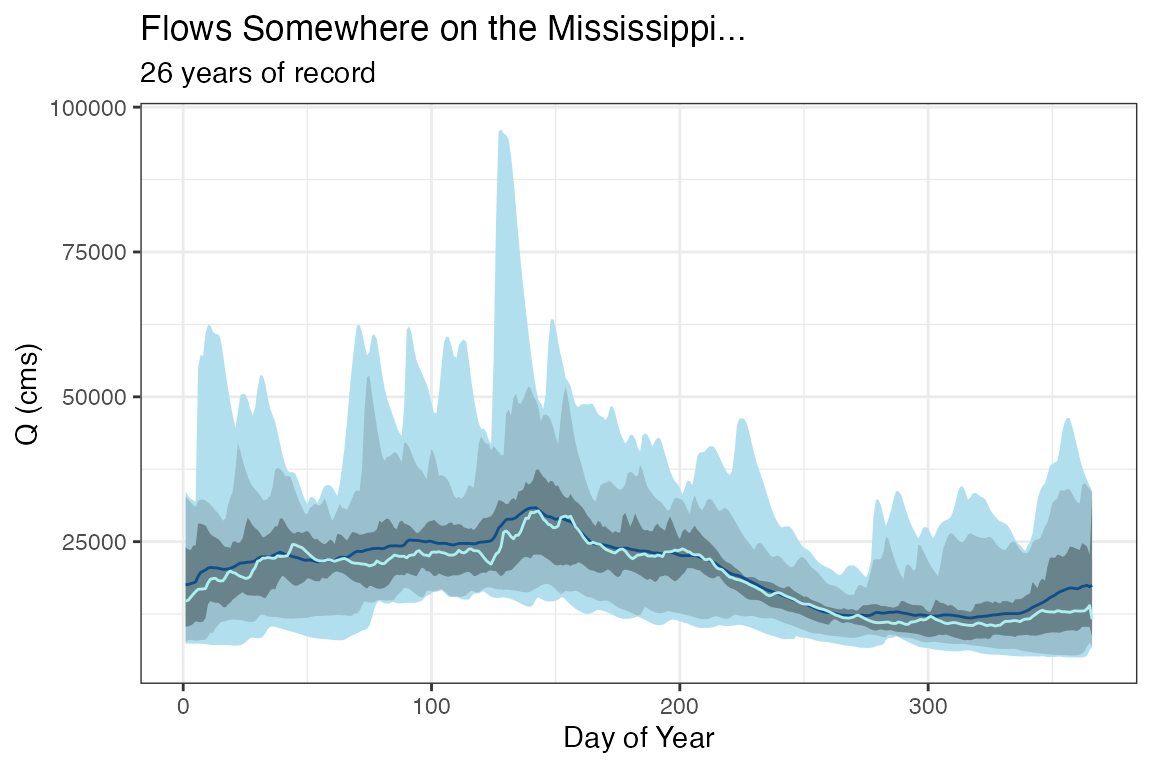 Flows Somewhere on the Mississippi...
26 years of record
100000
75000
50000
25000
Q (cms)
0
100
200
300
Day of Year